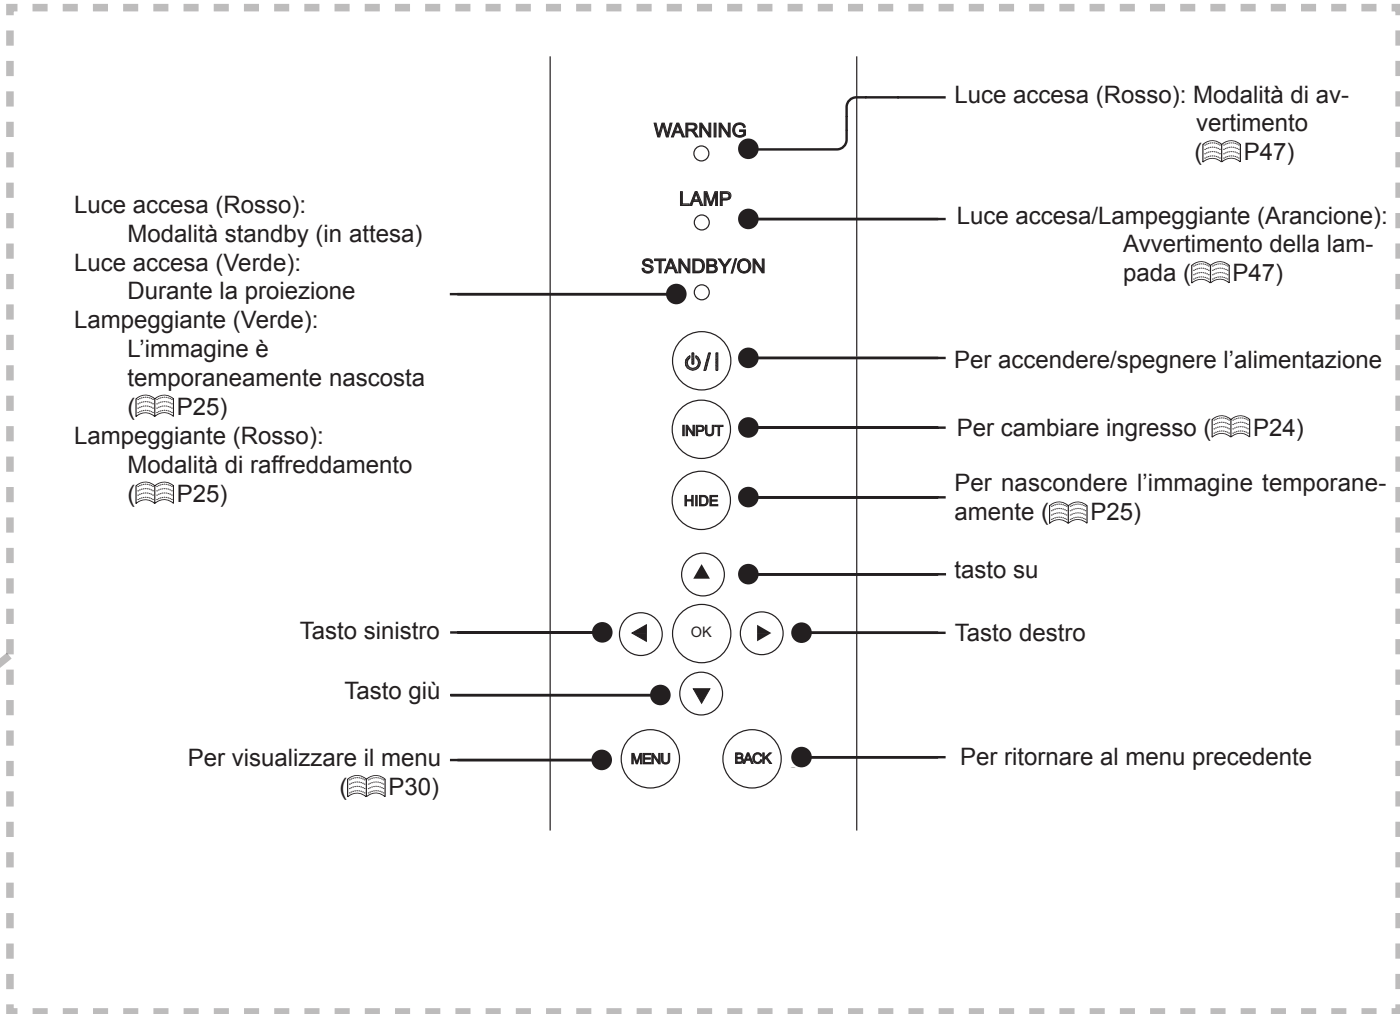 Luce accesa (Rosso):
Modalità standby (in attesa)
Luce accesa (Verde):
Durante la proiezione
Lampeggiante (Verde):
L'immagine è
temporaneamente nascosta
(P25)
Lampeggiante (Rosso):
Modalità di raffreddamento
(P25)
Tasto sinistro
Tasto giù
Per visualizzare il menu
(P30)
WARNING
LAMP
STANDBY/ON
⏻/I
INPUT
HIDE
▲
◀
OK
▶
▼
MENU
BACK
Luce accesa (Rosso): Modalità di av-
vertimento
(P47)
Luce accesa/Lampeggiante (Arancione):
Avvertimento della lam-
pada (P47)
Per accendere/spegnere l’alimentazione
Per cambiare ingresso (P24)
Per nascondere l’immagine temporane-
amente (P25)
tasto su
Tasto destro
Per ritornare al menu precedente